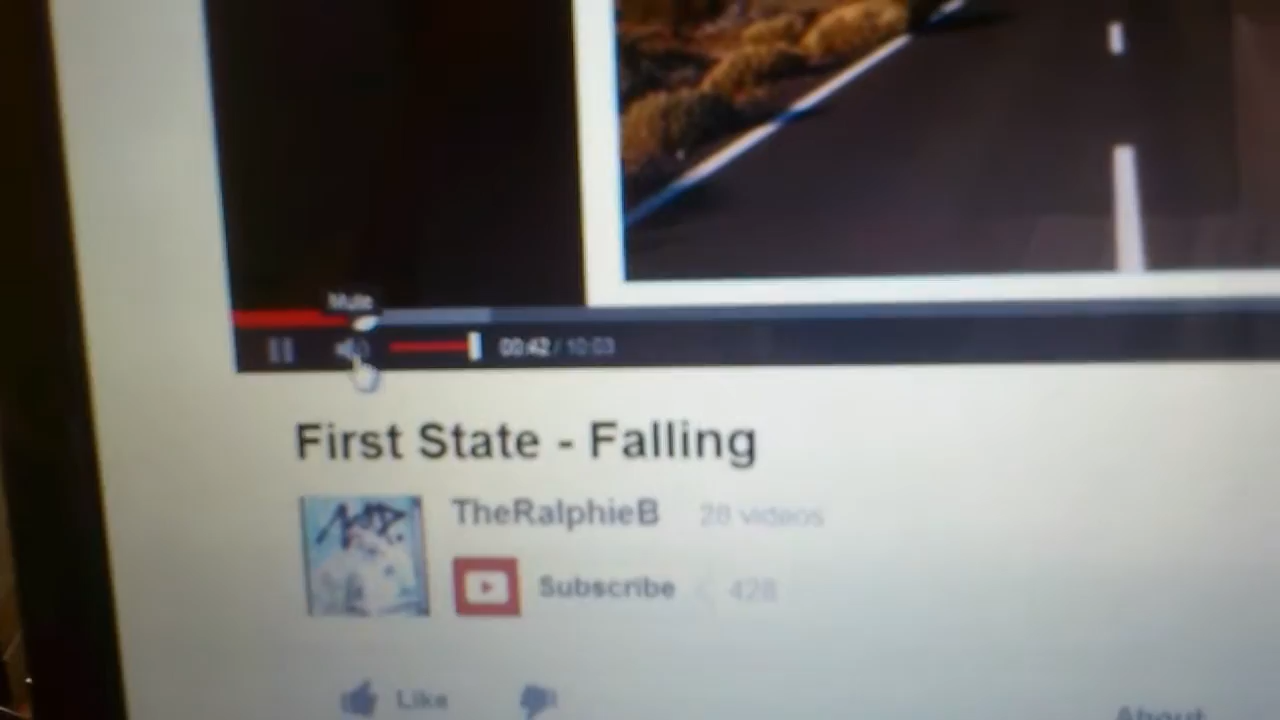 Mute
00:42 / 10:03
First State - Falling
TheRalphieB 28 videos
Subscribe 428
Like
About